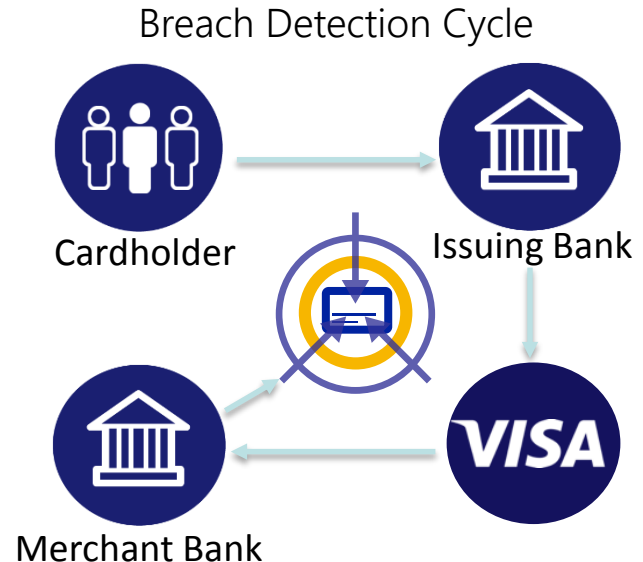 Breach Detection Cycle
Cardholder
Issuing Bank
VISA
Merchant Bank